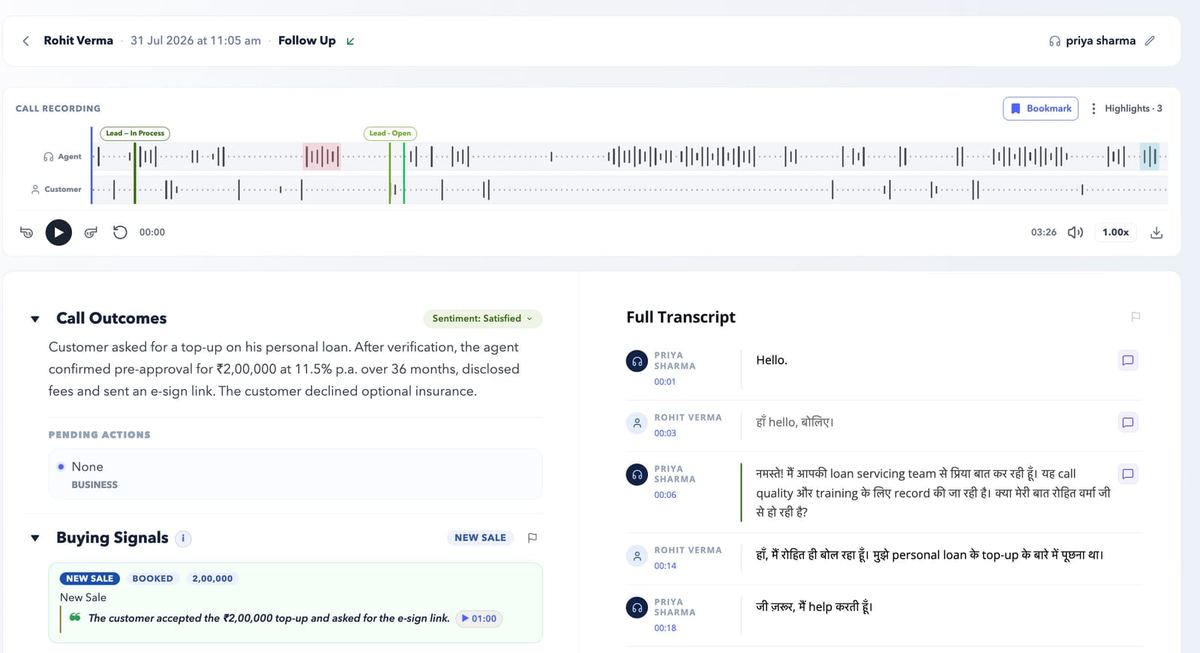 Rohit Verma · 31 Jul 2026 at 11:05 am · Follow Up
priya sharma
CALL RECORDING
Bookmark
Highlights · 3
Lead – In Process
Lead - Open
Agent
Customer
00:00
03:26
1.00x
Call Outcomes
Sentiment: Satisfied
Customer asked for a top-up on his personal loan. After verification, the agent
confirmed pre-approval for ₹2,00,000 at 11.5% p.a. over 36 months, disclosed
fees and sent an e-sign link. The customer declined optional insurance.
PENDING ACTIONS
None
BUSINESS
Buying Signals
i
NEW SALE
NEW SALE
BOOKED
2,00,000
New Sale
The customer accepted the ₹2,00,000 top-up and asked for the e-sign link.
01:00
Full Transcript
PRIYA
SHARMA
00:01
Hello.
ROHIT VERMA
00:03
हाँ hello, बोलिए।
PRIYA
SHARMA
00:06
नमस्ते! मैं आपकी loan servicing team से प्रिया बात कर रही हूँ। यह call
quality और training के लिए record की जा रही है। क्या मेरी बात रोहित वर्मा जी
से हो रही है?
ROHIT VERMA
00:14
हाँ, मैं रोहित ही बोल रहा हूँ। मुझे personal loan के top-up के बारे में पूछना था।
PRIYA
SHARMA
00:18
जी ज़रूर, मैं help करती हूँ।